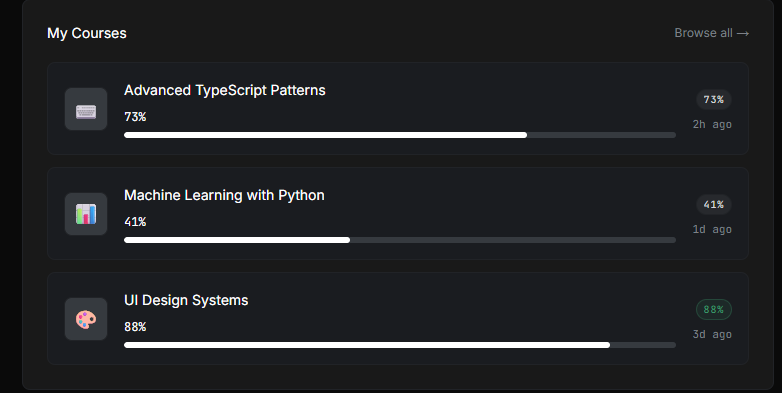 My Courses
Browse all →
Advanced TypeScript Patterns
73%
73%
2h ago
Machine Learning with Python
41%
41%
1d ago
UI Design Systems
88%
88%
3d ago